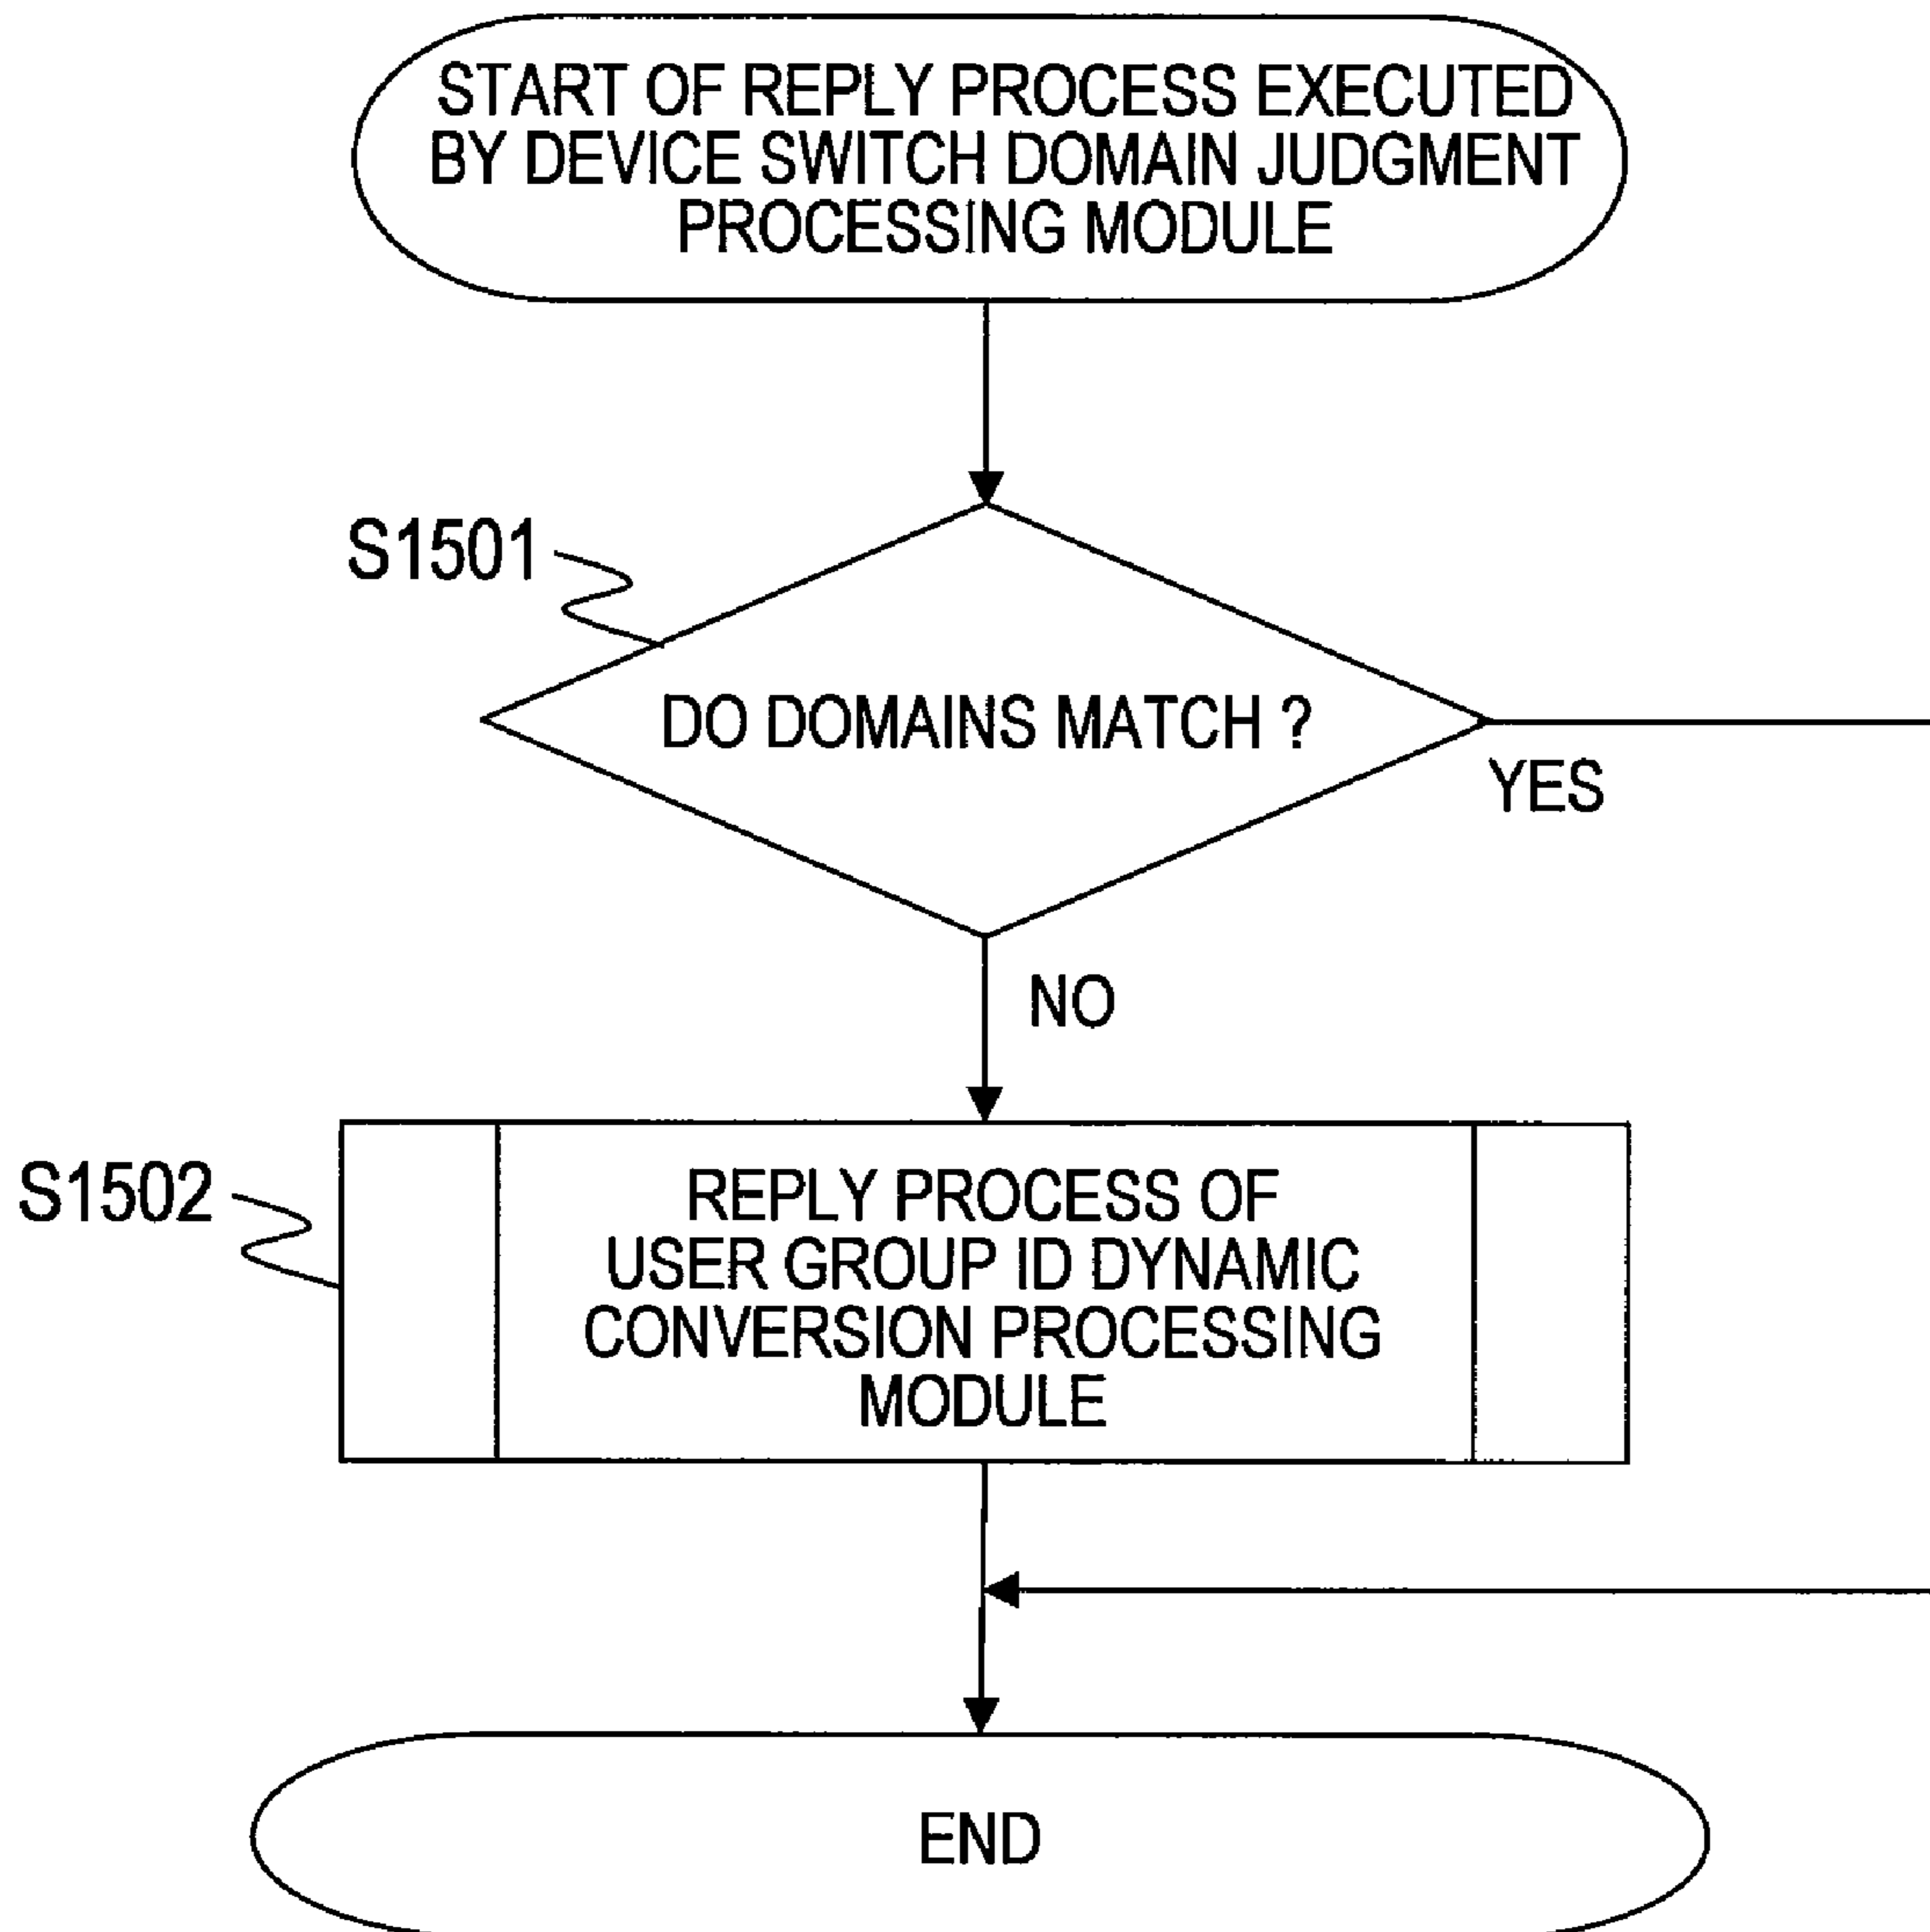 START OF REPLY PROCESS EXECUTED
BY DEVICE SWITCH DOMAIN JUDGMENT
PROCESSING MODULE
S1501
DO DOMAINS MATCH ?
YES
NO
S1502
REPLY PROCESS OF
USER GROUP ID DYNAMIC
CONVERSION PROCESSING
MODULE
END